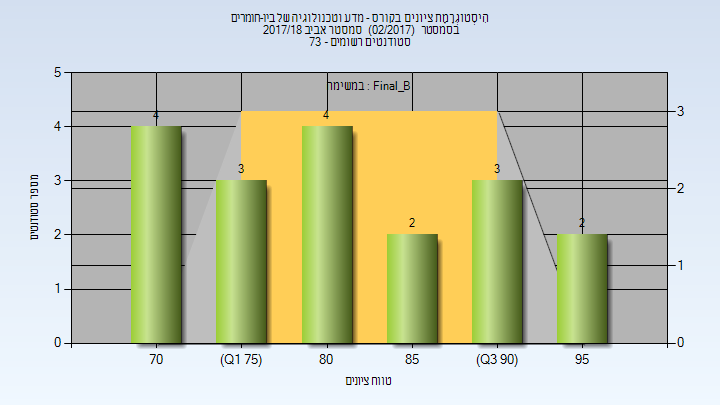 היסטוגרמת ציונים בקורס - מדע וטכנולוגיה של ביו-חומרים
בסמסטר (02/2017) סמסטר אביב 2017/18
סטודנטים רשומים - 73
במשימה : Final_B
5
4
3
2
1
0
3
2
1
0
4
3
4
2
3
2
מספר סטודנטים
70
(Q1 75)
80
85
(Q3 90)
95
טווח ציונים